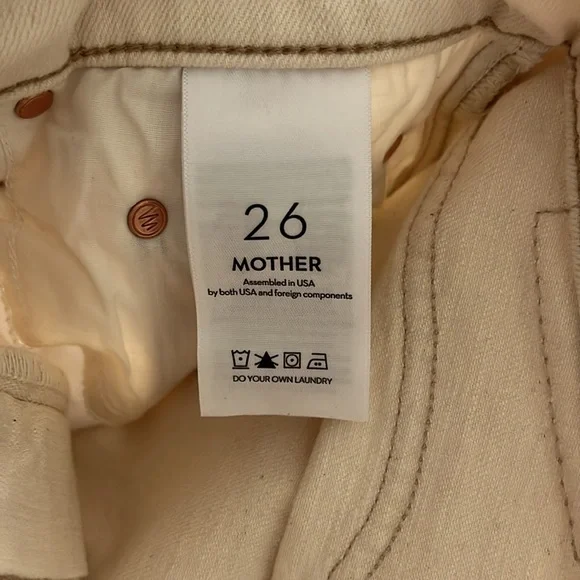 26
MOTHER
Assembled in USA
by both USA and foreign components
DO YOUR OWN LAUNDRY